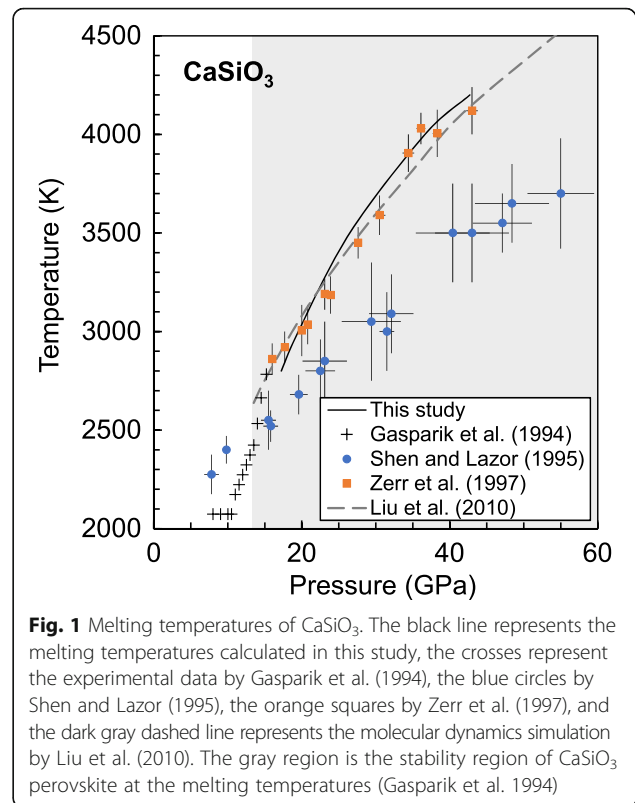 4500
4000
3500
3000
2500
2000
Temperature (K)
CaSiO3
This study
Gasparik et al. (1994)
Shen and Lazor (1995)
Zerr et al. (1997)
Liu et al. (2010)
0
20
40
60
Pressure (GPa)
Fig. 1 Melting temperatures of CaSiO3. The black line represents the
melting temperatures calculated in this study, the crosses represent
the experimental data by Gasparik et al. (1994), the blue circles by
Shen and Lazor (1995), the orange squares by Zerr et al. (1997), and
the dark gray dashed line represents the molecular dynamics simulation
by Liu et al. (2010). The gray region is the stability region of CaSiO3
perovskite at the melting temperatures (Gasparik et al. 1994)